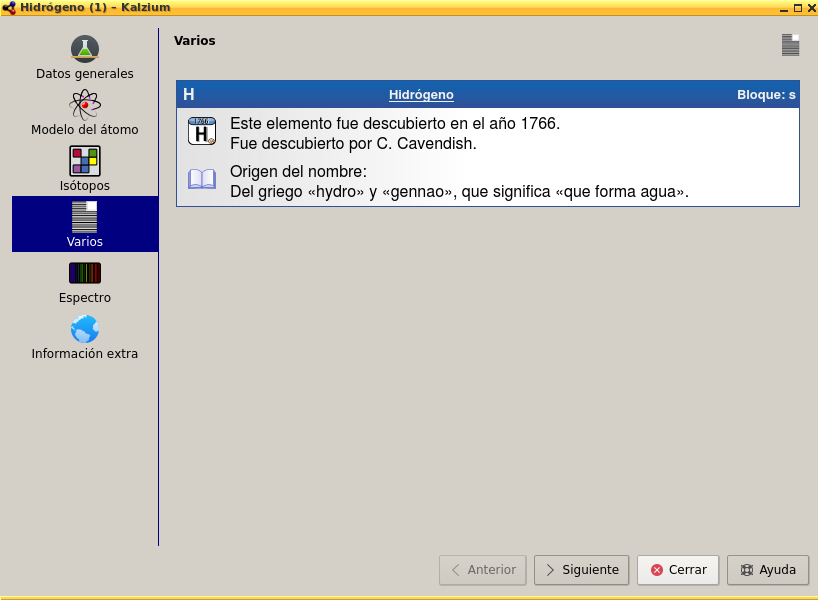 Hidrógeno (1) – Kalzium
Datos generales
Modelo del átomo
Isótopos
Varios
Espectro
Información extra
Varios
H Hidrógeno Bloque: s
1766
H
Este elemento fue descubierto en el año 1766.
Fue descubierto por C. Cavendish.
Origen del nombre:
Del griego «hydro» y «gennao», que significa «que forma agua».
Anterior Siguiente Cerrar Ayuda